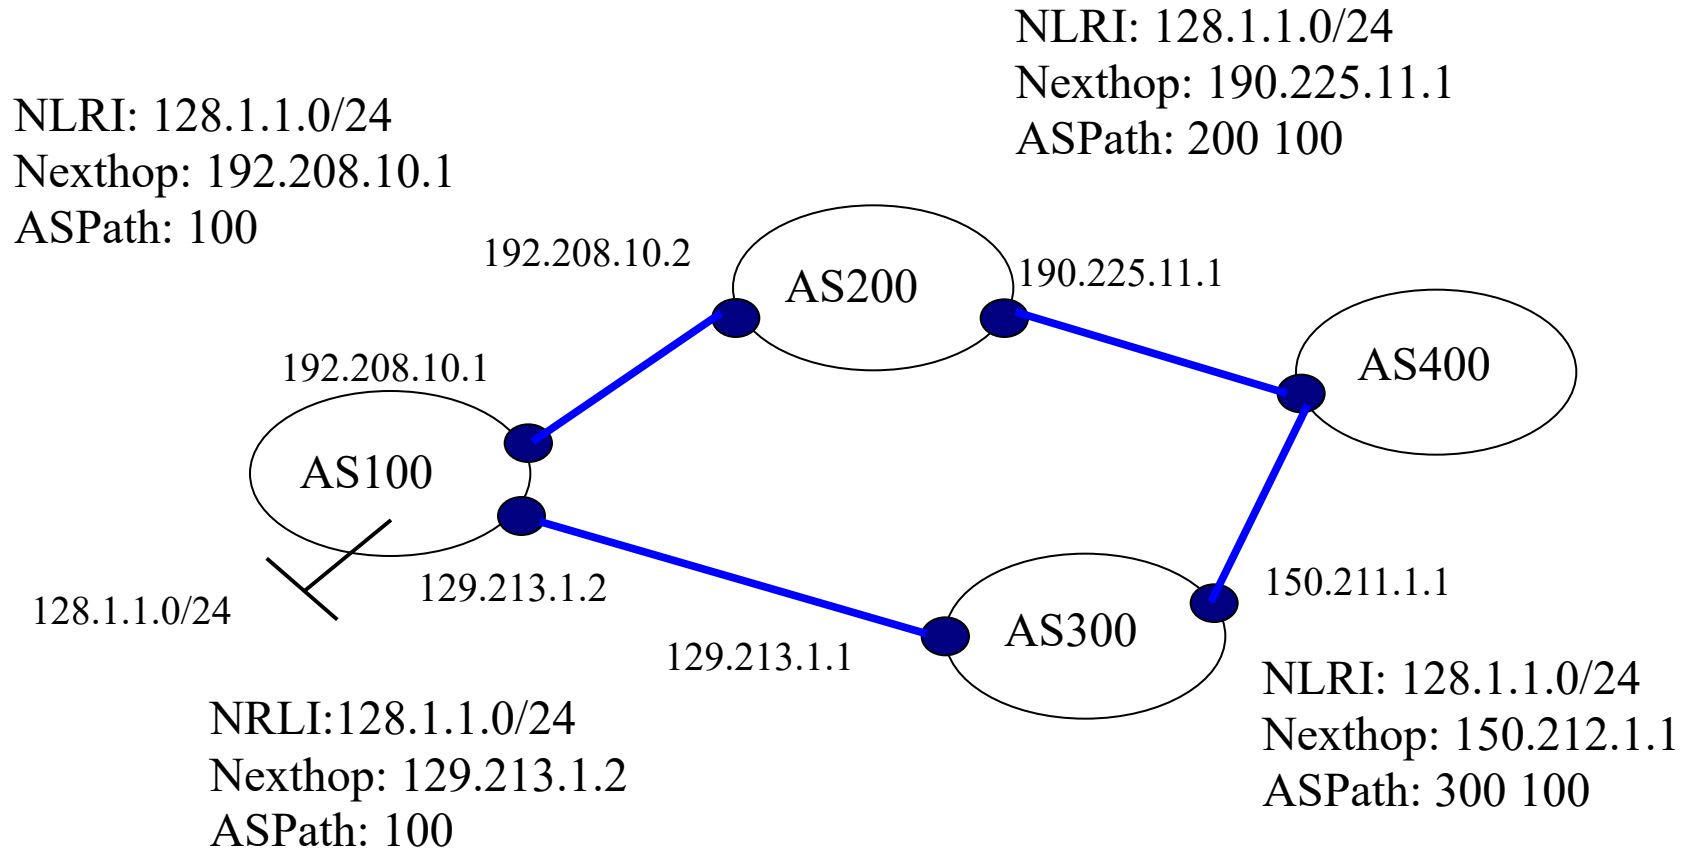 NLRI: 128.1.1.0/24
Nexthop: 190.225.11.1
ASPath: 200 100
NLRI: 128.1.1.0/24
Nexthop: 192.208.10.1
ASPath: 100
192.208.10.2
AS200
190.225.11.1
AS400
192.208.10.1
AS100
128.1.1.0/24
129.213.1.2
129.213.1.1
AS300
150.211.1.1
NRLI:128.1.1.0/24
Nexthop: 129.213.1.2
ASPath: 100
NLRI: 128.1.1.0/24
Nexthop: 150.212.1.1
ASPath: 300 100